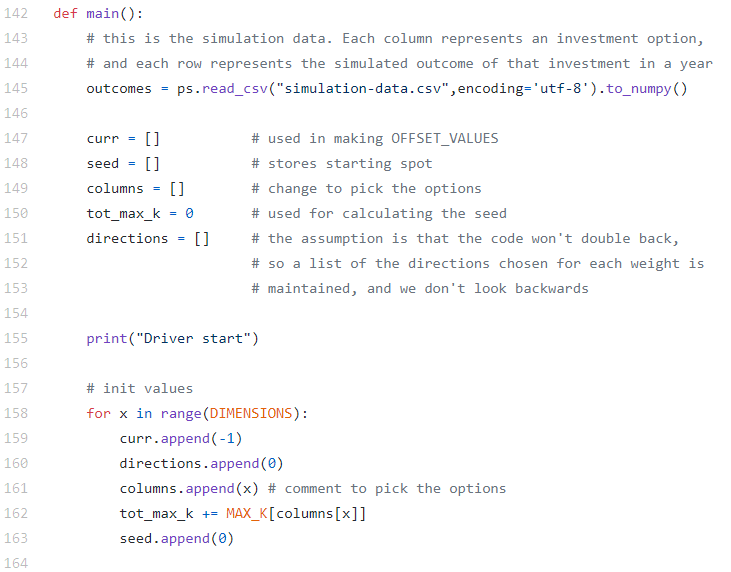 142 def main():
143     # this is the simulation data. Each column represents an investment option,
144     # and each row represents the simulated outcome of that investment in a year
145     outcomes = ps.read_csv("simulation-data.csv",encoding='utf-8').to_numpy()
146
147     curr = []           # used in making OFFSET_VALUES
148     seed = []           # stores starting spot
149     columns = []        # change to pick the options
150     tot_max_k = 0       # used for calculating the seed
151     directions = []     # the assumption is that the code won't double back,
152                         # so a list of the directions chosen for each weight is
153                         # maintained, and we don't look backwards
154
155     print("Driver start")
156
157     # init values
158     for x in range(DIMENSIONS):
159         curr.append(-1)
160         directions.append(0)
161         columns.append(x) # comment to pick the options
162         tot_max_k += MAX_K[columns[x]]
163         seed.append(0)
164